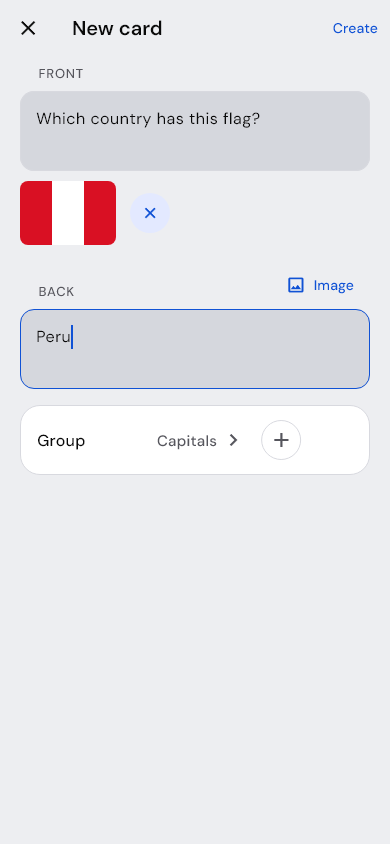 New card
Create
FRONT
Which country has this flag?
BACK
Image
Peru
Group
Capitals